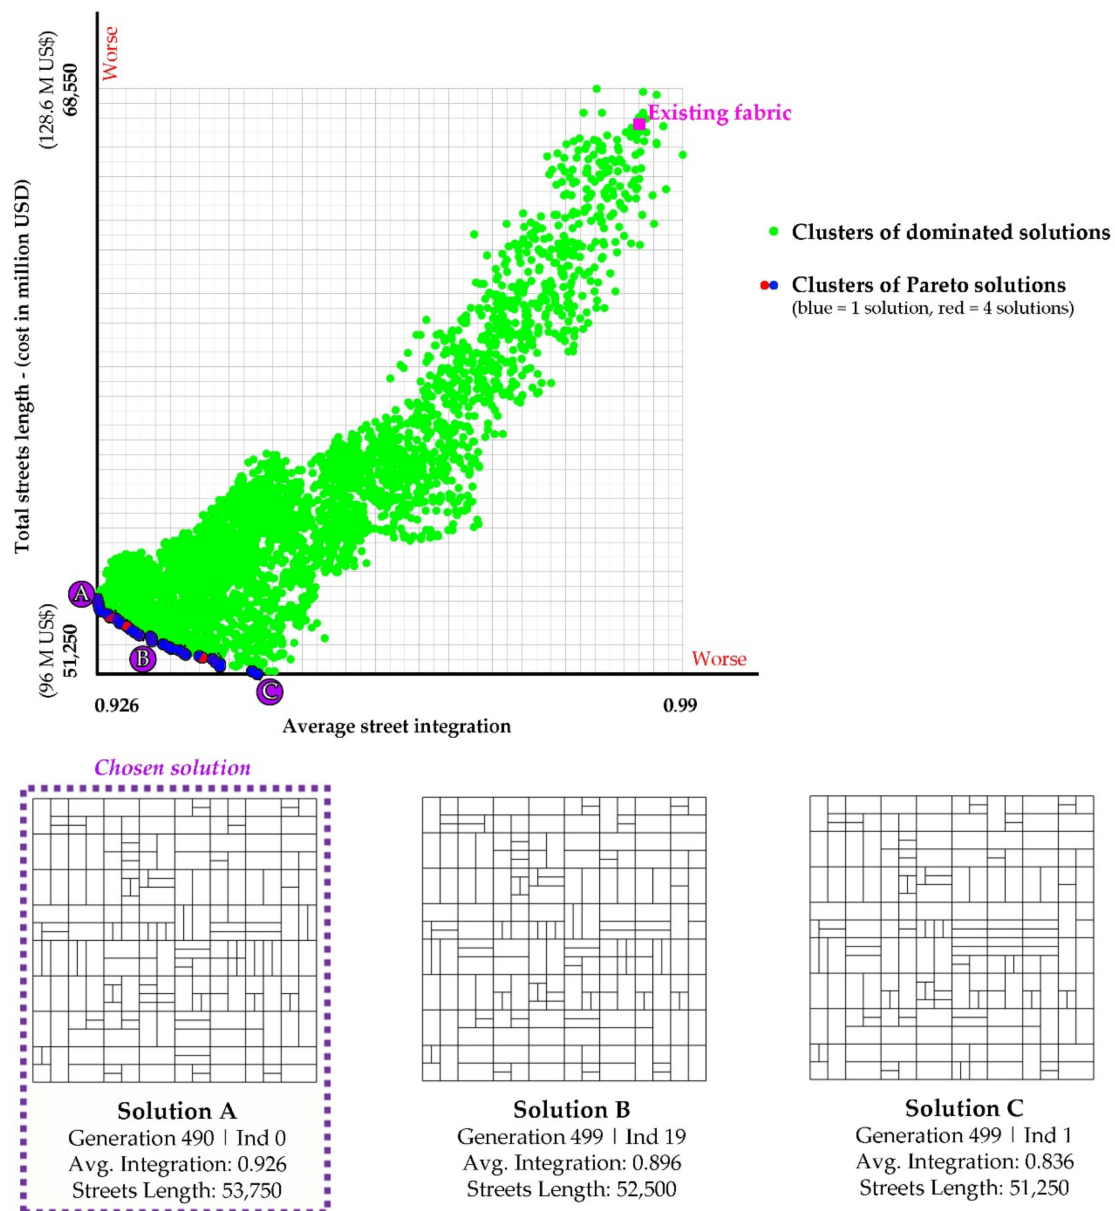 Worse
(128.6 M US$)
68,550
Existing fabric
Total streets length - (cost in million USD)
Clusters of dominated solutions
Clusters of Pareto solutions
(blue = 1 solution, red = 4 solutions)
A
B
C
(96 M US$)
51,250
Worse
0.926
0.99
Average street integration
Chosen solution
Solution A
Generation 490 | Ind 0
Avg. Integration: 0.926
Streets Length: 53,750
Solution B
Generation 499 | Ind 19
Avg. Integration: 0.896
Streets Length: 52,500
Solution C
Generation 499 | Ind 1
Avg. Integration: 0.836
Streets Length: 51,250